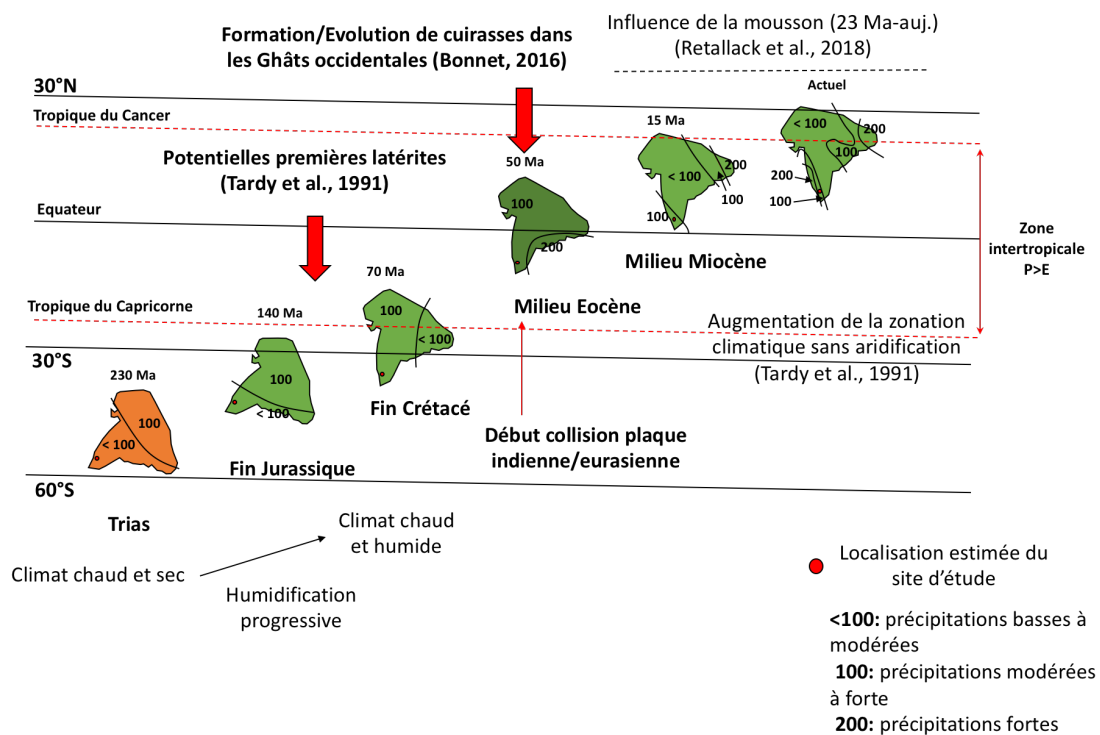 Influence de la mousson (23 Ma-auj.)
(Retallack et al., 2018)
Formation/Evolution de cuirasses dans
les Ghâts occidentales (Bonnet, 2016)
30°N
Actuel
< 100
200
100
200
100
Tropique du Cancer
15 Ma
< 100
200
100
100
Potentielles premières latérites
(Tardy et al., 1991)
50 Ma
100
200
Equateur
Zone
intertropicale
P>E
Milieu Miocène
Milieu Eocène
70 Ma
100
< 100
Tropique du Capricorne
140 Ma
100
< 100
Augmentation de la zonation
climatique sans aridification
(Tardy et al., 1991)
30°S
230 Ma
100
< 100
Fin Crétacé
Début collision plaque
indienne/eurasienne
Fin Jurassique
60°S
Trias
Climat chaud
et humide
Climat chaud et sec
Humidification
progressive
Localisation estimée du
site d'étude
<100: précipitations basses à
modérées
100: précipitations modérées
à forte
200: précipitations fortes